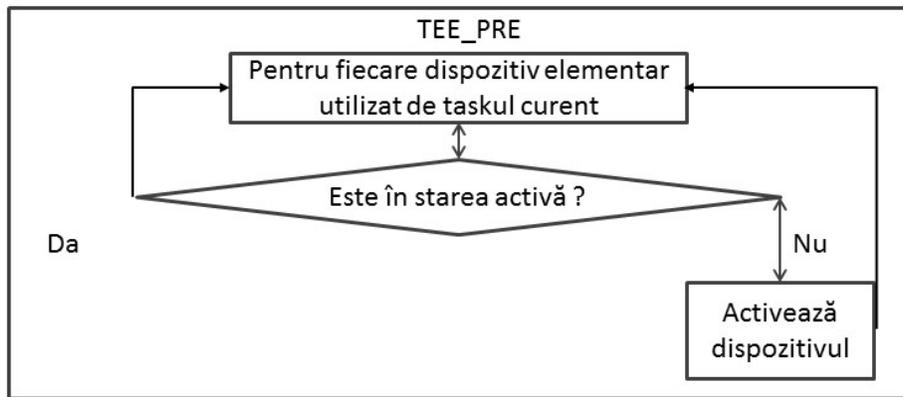 TEE_PRE
Pentru fiecare dispozitiv elementar
utilizat de taskul curent
Este în starea activă ?
Da
Nu
Activează
dispozitivul